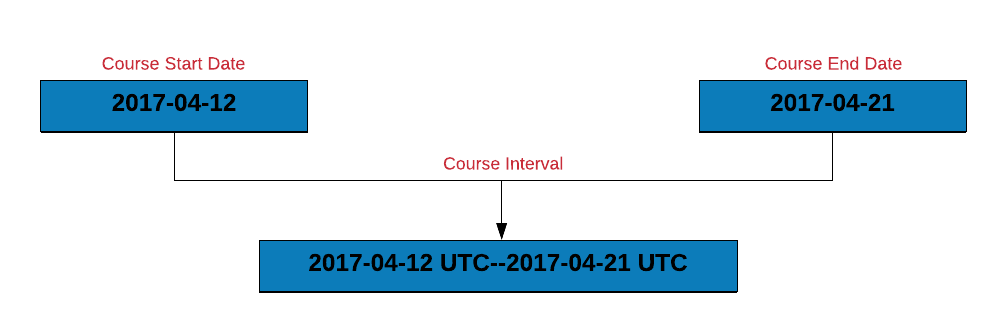 Course Start Date
Course End Date
2017-04-12
2017-04-21
Course Interval
2017-04-12 UTC--2017-04-21 UTC